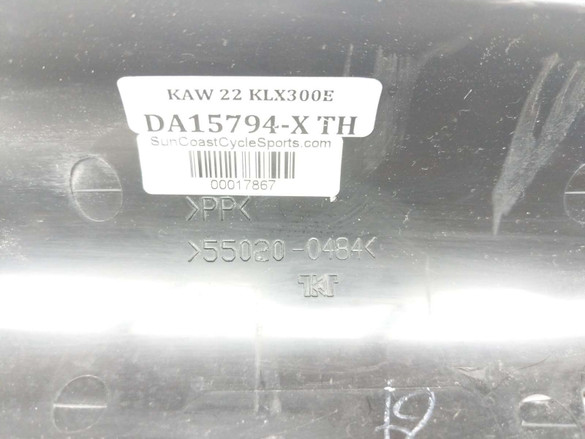 KAW 22 KLX300E
DA15794-X TH
SunCoastCycleSports.com
00017867
>PP<
>55020-0484<